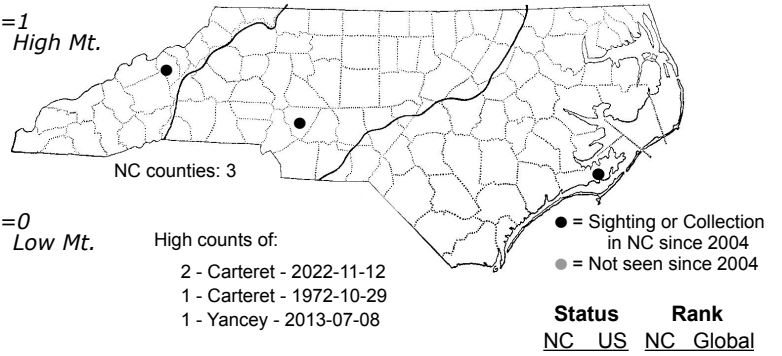 =1
High Mt.
NC counties: 3
=0
Low Mt.
High counts of:
2 - Carteret - 2022-11-12
1 - Carteret - 1972-10-29
1 - Yancey - 2013-07-08
= Sighting or Collection
in NC since 2004
= Not seen since 2004
Status Rank
NC US NC Global